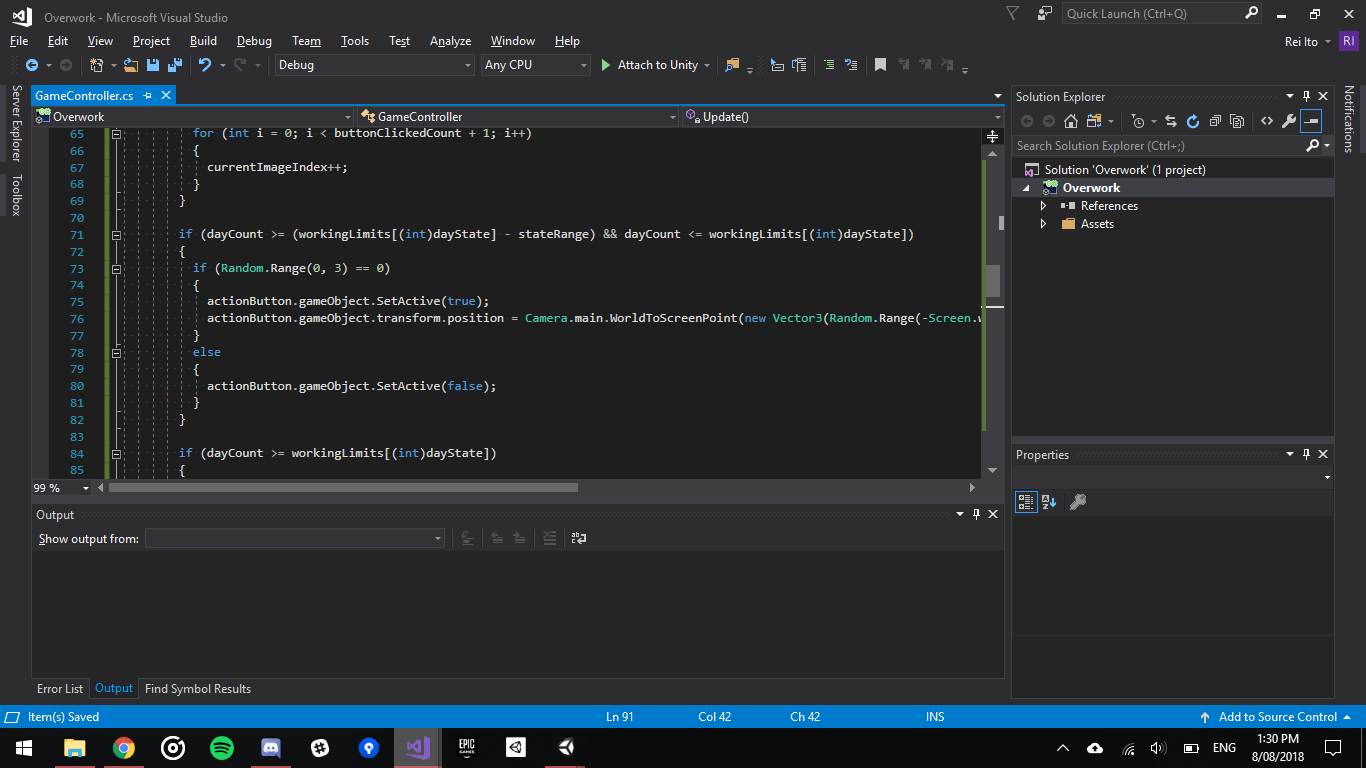 Overwork - Microsoft Visual Studio
Quick Launch (Ctrl+Q)
File Edit View Project Build Debug Team Tools Test Analyze Window Help
Rei Ito RI
Debug Any CPU Attach to Unity
Server Explorer
Toolbox
GameController.cs
Overwork GameController Update()
65 for (int i = 0; i < buttonClickedCount + 1; i++)
66 {
67 currentImageIndex++;
68 }
69 }
70
71 if (dayCount >= (workingLimits[(int)dayState] - stateRange) && dayCount <= workingLimits[(int)dayState])
72 {
73 if (Random.Range(0, 3) == 0)
74 {
75 actionButton.gameObject.SetActive(true);
76 actionButton.gameObject.transform.position = Camera.main.WorldToScreenPoint(new Vector3(Random.Range(-Screen.w
77 }
78 else
79 {
80 actionButton.gameObject.SetActive(false);
81 }
82 }
83
84 if (dayCount >= workingLimits[(int)dayState])
85 {
99 %
Output
Show output from:
Error List Output Find Symbol Results
Solution Explorer
Search Solution Explorer (Ctrl+;)
Solution 'Overwork' (1 project)
Overwork
References
Assets
Properties
Notifications
Item(s) Saved Ln 91 Col 42 Ch 42 INS Add to Source Control
EPIC GAMES
ENG
1:30 PM
8/08/2018